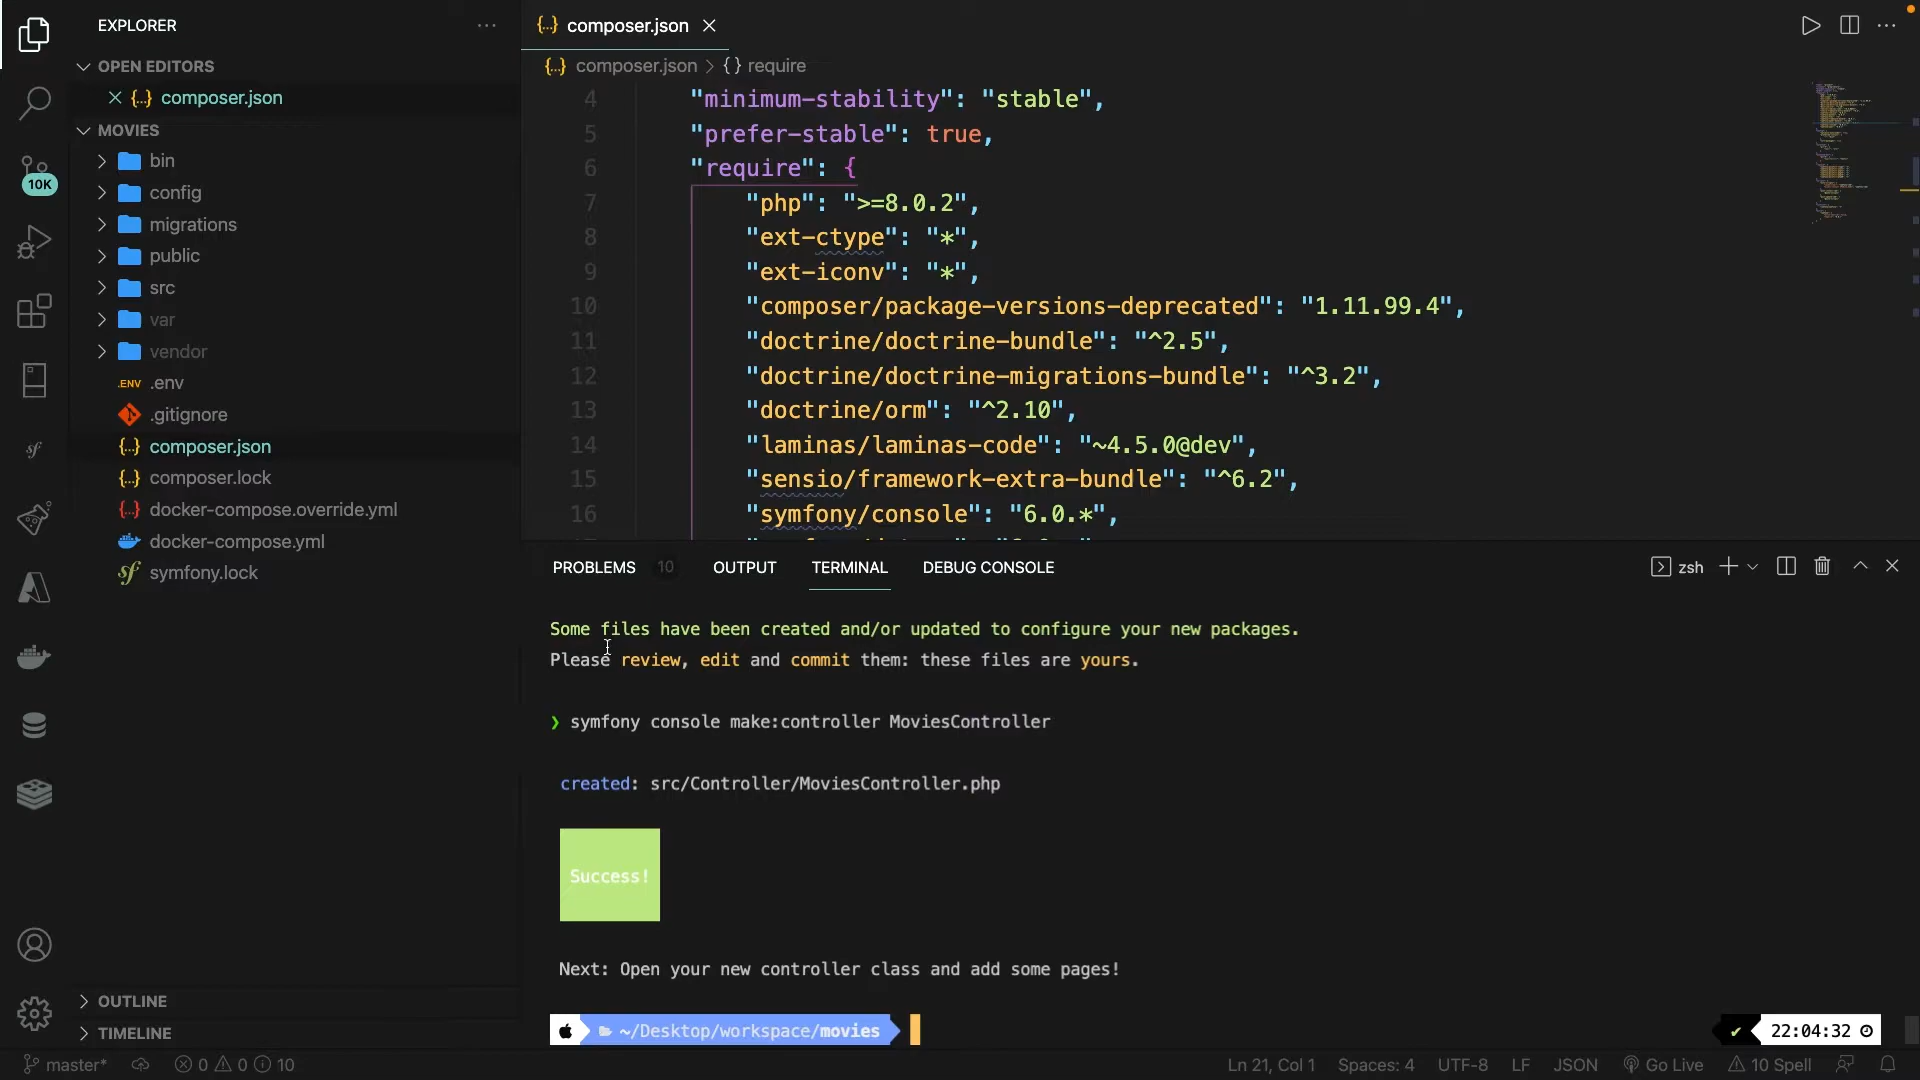 EXPLORER
OPEN EDITORS
composer.json
MOVIES
bin
config
migrations
public
src
var
vendor
.ENV .env
.gitignore
{..} composer.json
{..} composer.lock
{..} docker-compose.override.yml
docker-compose.yml
sf symfony.lock
OUTLINE
TIMELINE
10K
sf
{..} composer.json
{..} composer.json > {} require
4 "minimum-stability": "stable",
5 "prefer-stable": true,
6 "require": {
7 "php": ">=8.0.2",
8 "ext-ctype": "*",
9 "ext-iconv": "*",
10 "composer/package-versions-deprecated": "1.11.99.4",
11 "doctrine/doctrine-bundle": "^2.5",
12 "doctrine/doctrine-migrations-bundle": "^3.2",
13 "doctrine/orm": "^2.10",
14 "laminas/laminas-code": "~4.5.0@dev",
15 "sensio/framework-extra-bundle": "^6.2",
16 "symfony/console": "6.0.*",
PROBLEMS 10 OUTPUT TERMINAL DEBUG CONSOLE zsh
Some files have been created and/or updated to configure your new packages.
Please review, edit and commit them: these files are yours.
❯ symfony console make:controller MoviesController
created: src/Controller/MoviesController.php
Success!
Next: Open your new controller class and add some pages!
~/Desktop/workspace/movies
✔ 22:04:32
master* 0 0 10 Ln 21, Col 1 Spaces: 4 UTF-8 LF JSON Go Live 10 Spell